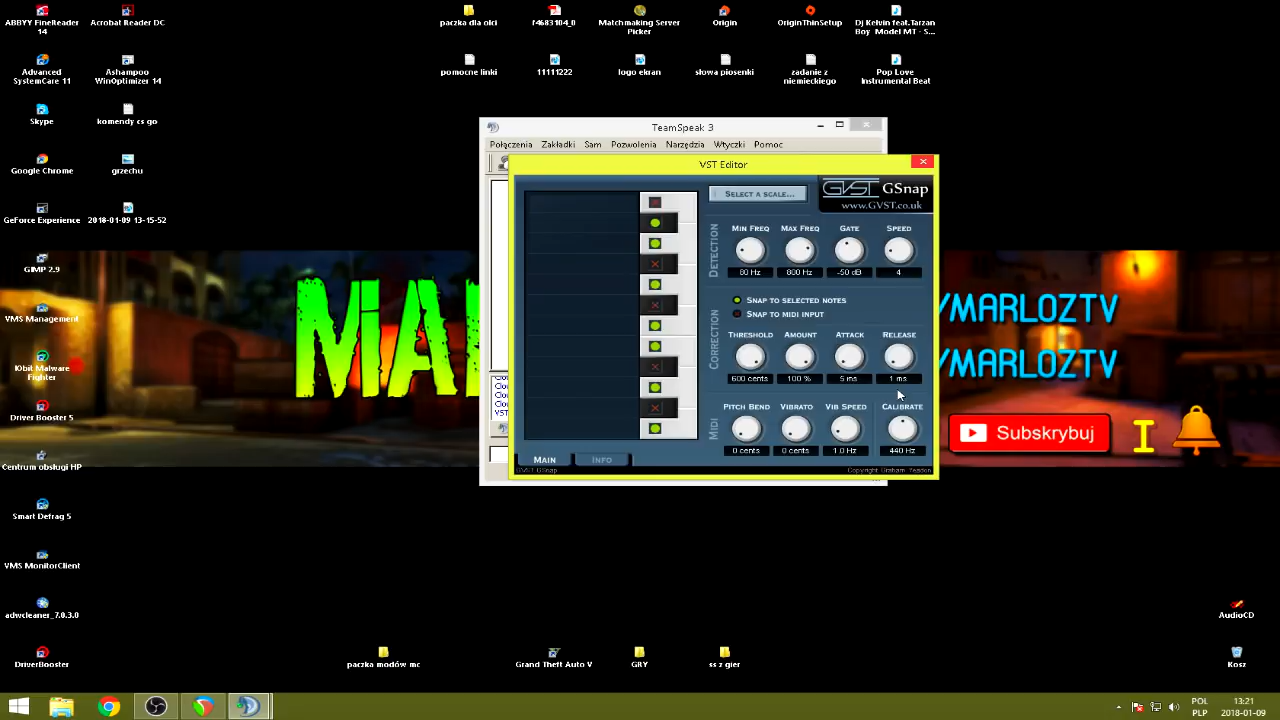 ABBYY FineReader
14
Acrobat Reader DC
paczka dla olci
f4683104_0
Matchmaking Server
Picker
Origin
OriginThinSetup
Dj Kelvin feat.Tarzan
Boy Model MT - S...
Advanced
SystemCare 11
Ashampoo
WinOptimizer 14
pomocne linki
11111222
logo ekran
słowa piosenki
zadanie z
niemieckiego
Pop Love
Instrumental Beat
Skype
komendy cs go
Google Chrome
grzechu
GeForce Experience
2018-01-09 13-15-52
GIMP 2.9
VMS Management
IObit Malware
Fighter
Driver Booster 5
Centrum obsługi HP
Smart Defrag 5
VMS MonitorClient
adwcleaner_7.0.3.0
DriverBooster
paczka modów mc
Grand Theft Auto V
GRY
ss z gier
AudioCD
Kosz
TeamSpeak 3
Połączenia
Zakładki
Sam
Pozwolenia
Narzędzia
Wtyczki
Pomoc
VST Editor
SELECT A SCALE...
GVST GSnap
www.GVST.co.uk
DETECTION
MIN FREQ
MAX FREQ
GATE
SPEED
80 Hz
800 Hz
-50 dB
4
SNAP TO SELECTED NOTES
SNAP TO MIDI INPUT
CORRECTION
THRESHOLD
AMOUNT
ATTACK
RELEASE
600 cents
100 %
5 ms
1 ms
MIDI
PITCH BEND
VIBRATO
VIB SPEED
CALIBRATE
0 cents
0 cents
1.0 Hz
440 Hz
MAIN
INFO
GVST GSnap
Copyright Graham Yeadon
/MARLOZTV
/MARLOZTV
Subskrybuj
POL
PLP
13:21
2018-01-09